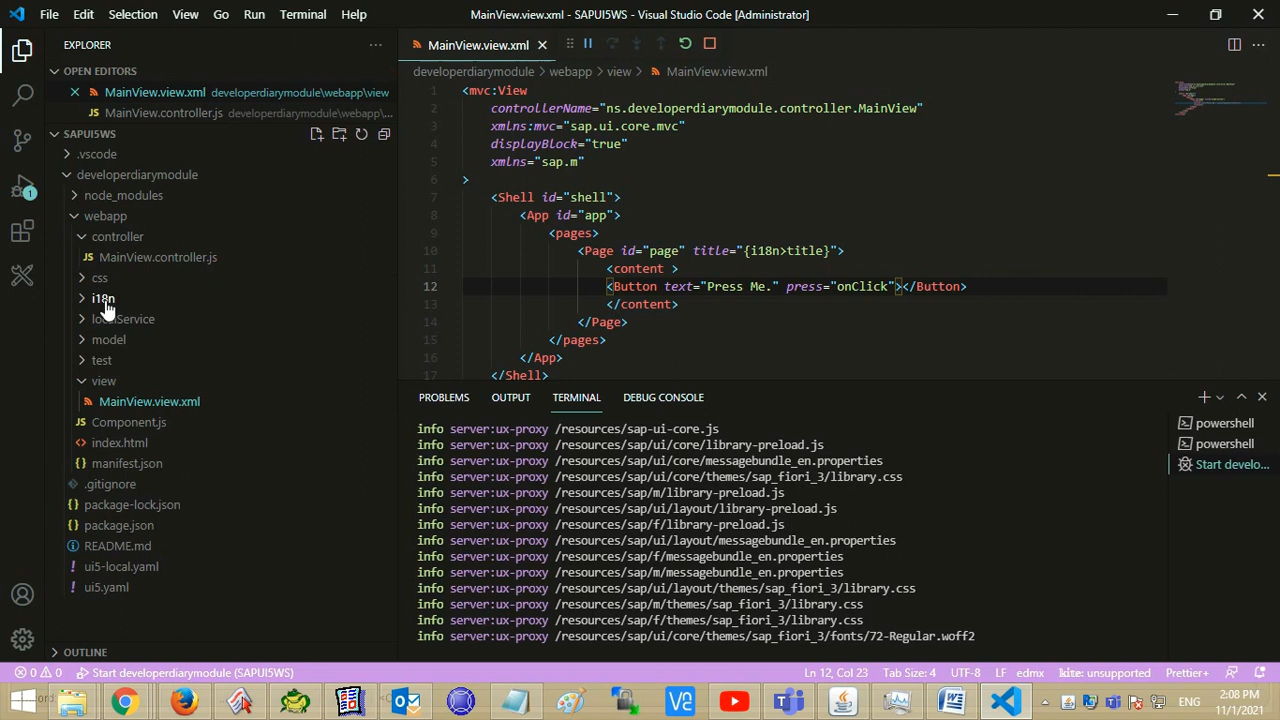 File Edit Selection View Go Run Terminal Help MainView.view.xml - SAPUI5WS - Visual Studio Code [Administrator]
EXPLORER
OPEN EDITORS
MainView.view.xml developerdiarymodule\webapp\view
MainView.controller.js developerdiarymodule\webapp\...
SAPUI5WS
.vscode
developerdiarymodule
node_modules
webapp
controller
JS MainView.controller.js
css
i18n
localService
model
test
view
MainView.view.xml
JS Component.js
<> index.html
{} manifest.json
.gitignore
{} package-lock.json
{} package.json
README.md
! ui5-local.yaml
! ui5.yaml
OUTLINE
1
MainView.view.xml
developerdiarymodule > webapp > view > MainView.view.xml
1 <mvc:View
2 controllerName="ns.developerdiarymodule.controller.MainView"
3 xmlns:mvc="sap.ui.core.mvc"
4 displayBlock="true"
5 xmlns="sap.m"
6 >
7 <Shell id="shell">
8 <App id="app">
9 <pages>
10 <Page id="page" title="{i18n>title}">
11 <content >
12 <Button text="Press Me." press="onClick"></Button>
13 </content>
14 </Page>
15 </pages>
16 </App>
17 </Shell>
PROBLEMS OUTPUT TERMINAL DEBUG CONSOLE
info server:ux-proxy /resources/sap-ui-core.js
info server:ux-proxy /resources/sap/ui/core/library-preload.js
info server:ux-proxy /resources/sap/ui/core/messagebundle_en.properties
info server:ux-proxy /resources/sap/ui/core/themes/sap_fiori_3/library.css
info server:ux-proxy /resources/sap/m/library-preload.js
info server:ux-proxy /resources/sap/ui/layout/library-preload.js
info server:ux-proxy /resources/sap/f/library-preload.js
info server:ux-proxy /resources/sap/ui/layout/messagebundle_en.properties
info server:ux-proxy /resources/sap/f/messagebundle_en.properties
info server:ux-proxy /resources/sap/m/messagebundle_en.properties
info server:ux-proxy /resources/sap/ui/layout/themes/sap_fiori_3/library.css
info server:ux-proxy /resources/sap/m/themes/sap_fiori_3/library.css
info server:ux-proxy /resources/sap/f/themes/sap_fiori_3/library.css
info server:ux-proxy /resources/sap/ui/core/themes/sap_fiori_3/fonts/72-Regular.woff2
powershell
powershell
Start develo...
0 0 Start developerdiarymodule (SAPUI5WS) Ln 12, Col 23 Tab Size: 4 UTF-8 LF edmx kite: unsupported Prettier+
ENG
2:08 PM
11/1/2021